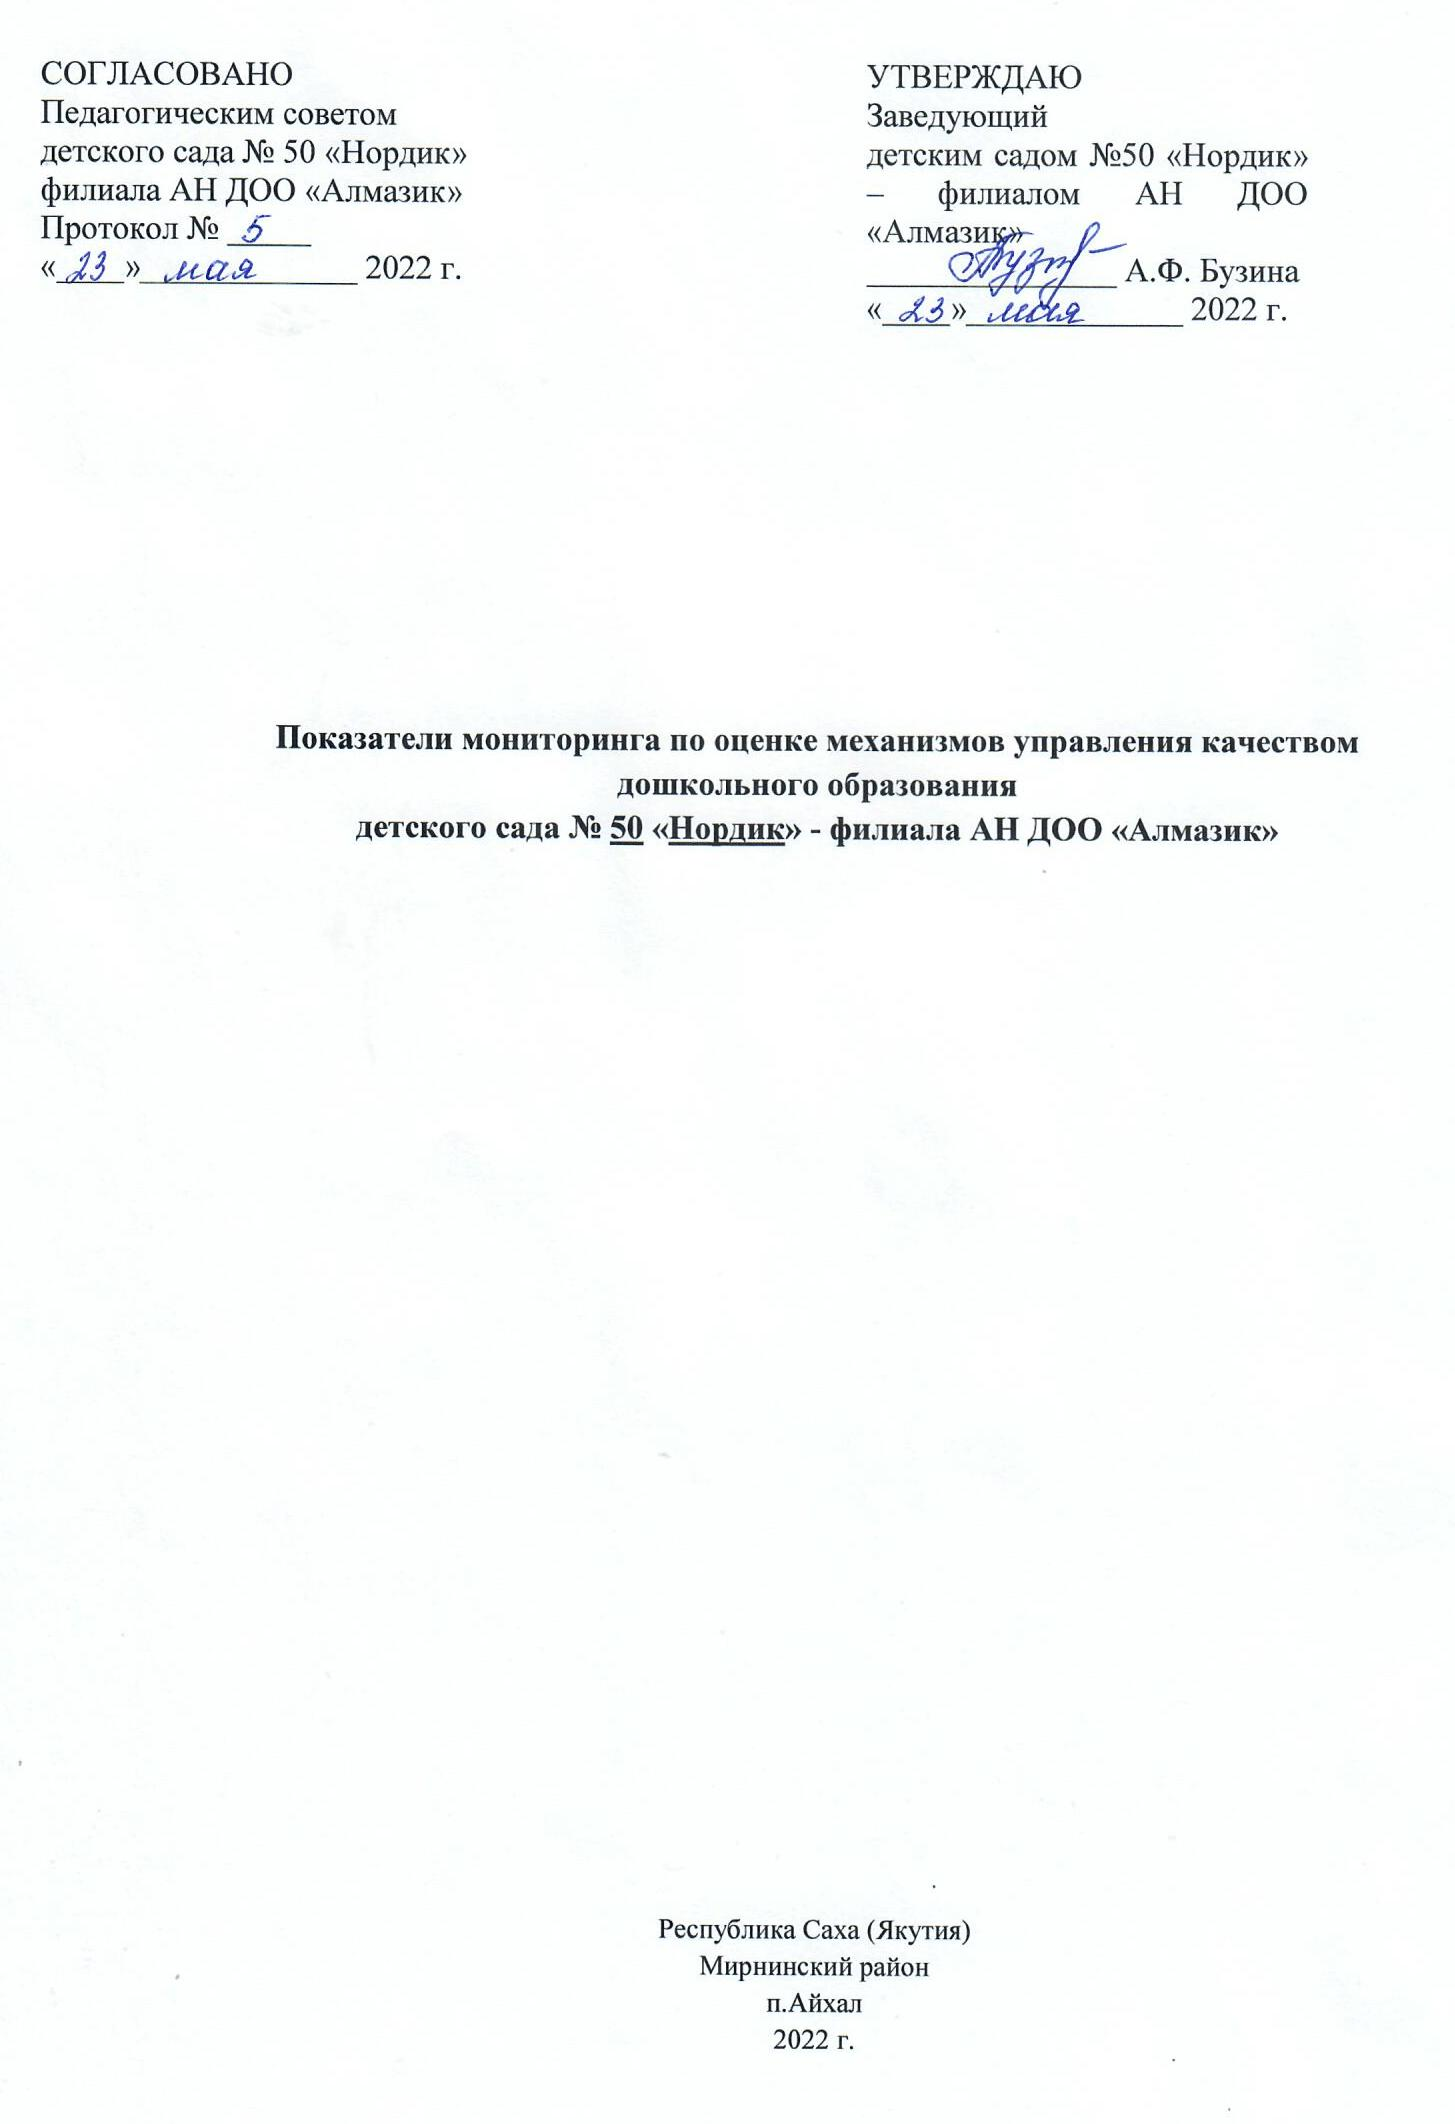 СОГЛАСОВАНО
Педагогическим советом
детского сада № 50 «Нордик»
филиала АН ДОО «Алмазик»
Протокол № 5
«23» мая 2022 г.
УТВЕРЖДАЮ
Заведующий
детским садом №50 «Нордик»
– филиалом АН ДОО
«Алмазик»
А.Ф. Бузина
«23» мая 2022 г.
Показатели мониторинга по оценке механизмов управления качеством
дошкольного образования
детского сада № 50 «Нордик» - филиала АН ДОО «Алмазик»
Республика Саха (Якутия)
Мирнинский район
п.Айхал
2022 г.